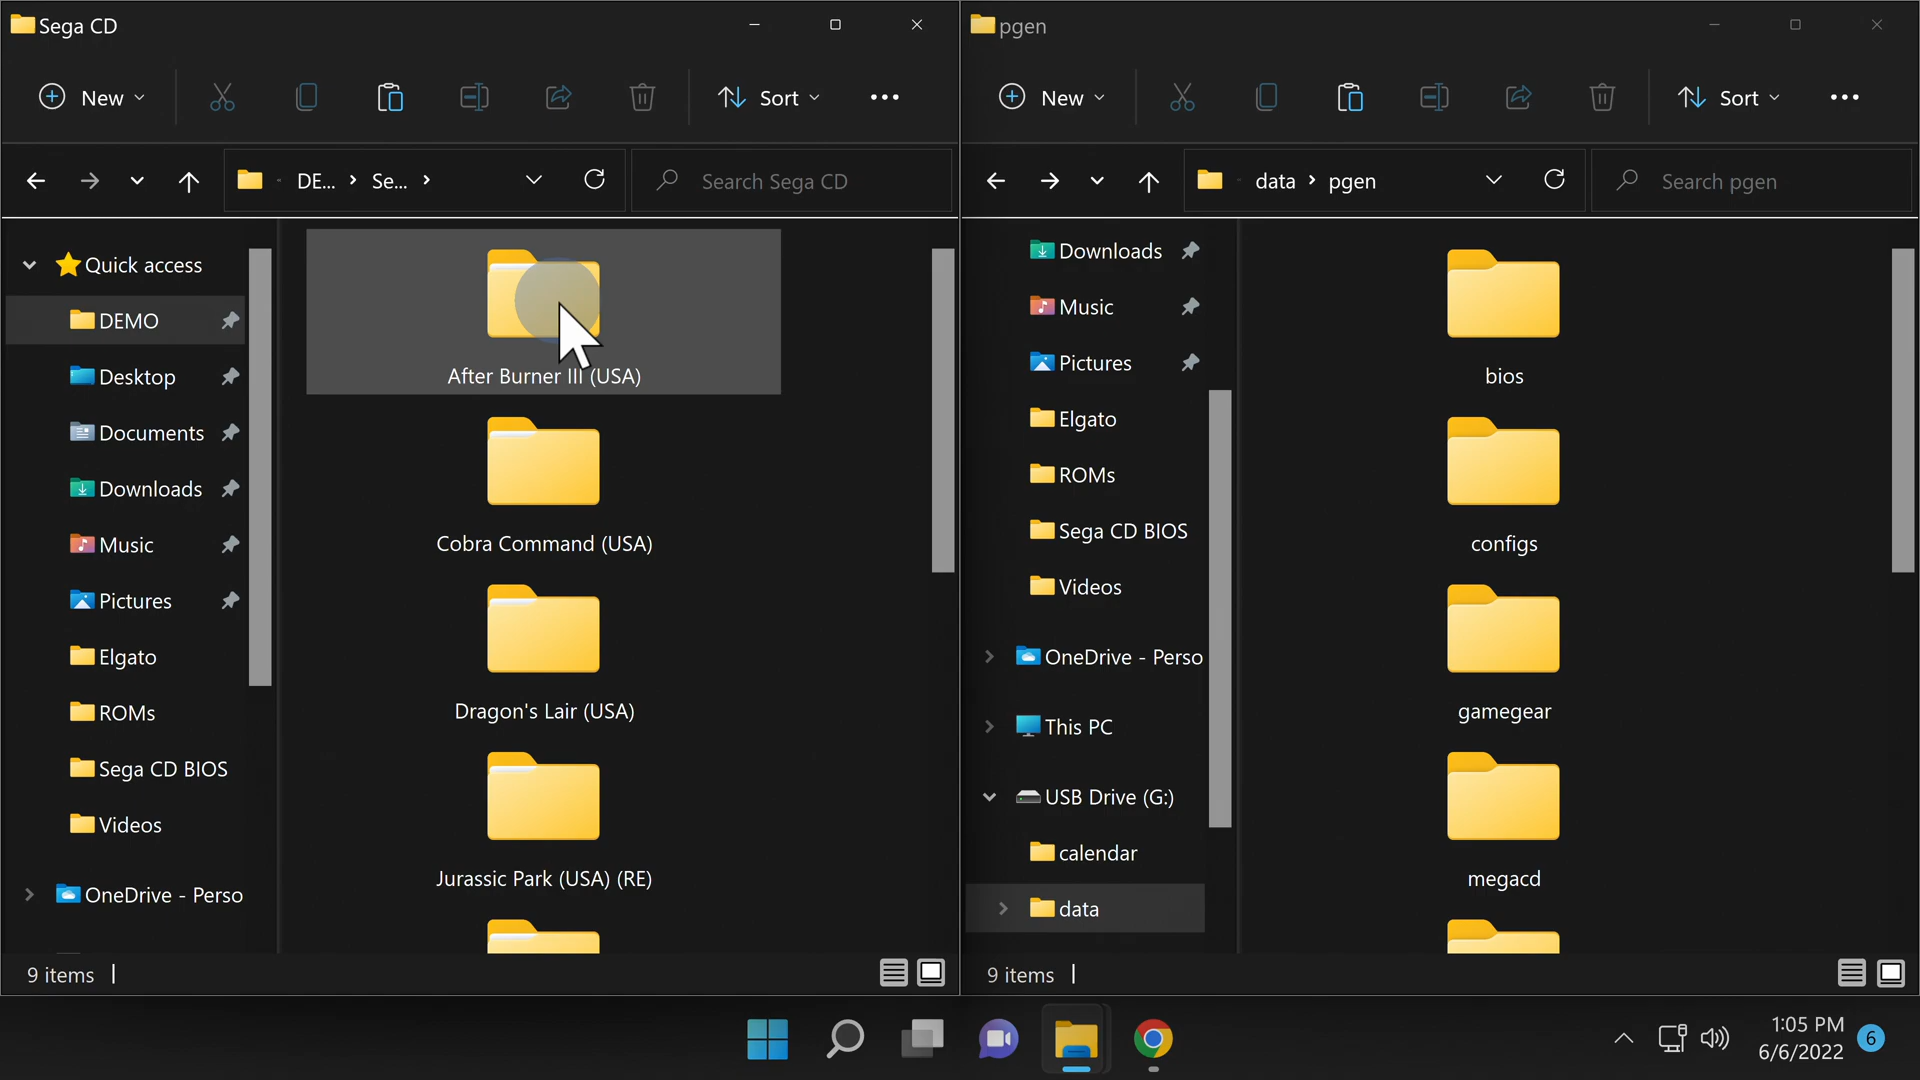 Sega CD
New
Sort
DE...
Se...
Search Sega CD
Quick access
DEMO
Desktop
Documents
Downloads
Music
Pictures
Elgato
ROMs
Sega CD BIOS
Videos
OneDrive - Perso
After Burner III (USA)
Cobra Command (USA)
Dragon's Lair (USA)
Jurassic Park (USA) (RE)
9 items
pgen
New
Sort
data
pgen
Search pgen
Downloads
Music
Pictures
Elgato
ROMs
Sega CD BIOS
Videos
OneDrive - Perso
This PC
USB Drive (G:)
calendar
data
bios
configs
gamegear
megacd
9 items
1:05 PM
6/6/2022
6